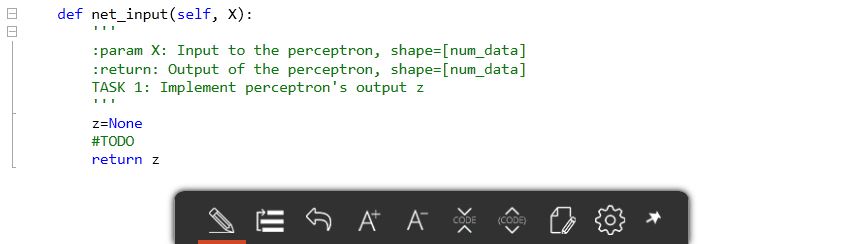 def net_input(self, X):
'''
:param X: Input to the perceptron, shape=[num_data]
:return: Output of the perceptron, shape=[num_data]
TASK 1: Implement perceptron's output z
'''
z=None
#TODO
return z
A+ A- CODE (CODE)